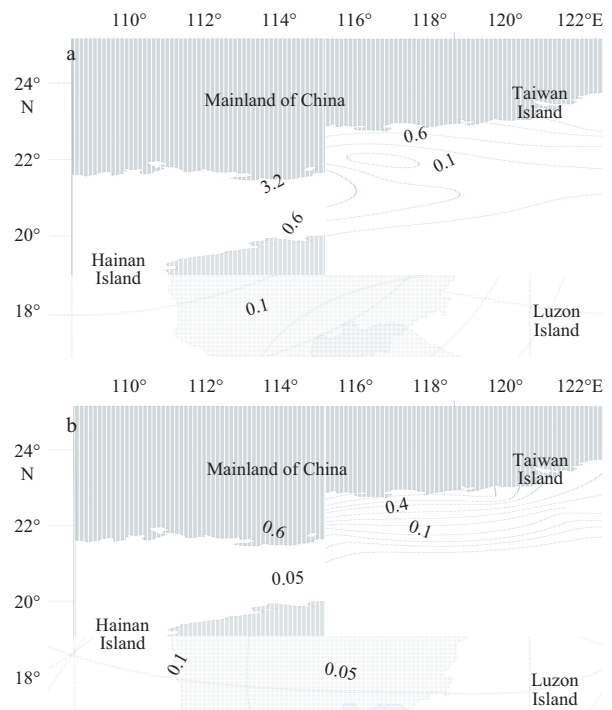 110° 112° 114° 116° 118° 120° 122°E
a
24°
N
Mainland of China
Taiwan
Island
0.6
22°
0.1
3.2
0.6
20°
Hainan
Island
18°
0.1
Luzon
Island
110° 112° 114° 116° 118° 120° 122°E
b
24°
N
Mainland of China
Taiwan
Island
0.4
22°
0.6
0.1
0.05
20°
Hainan
Island
0.1
0.05
18°
Luzon
Island